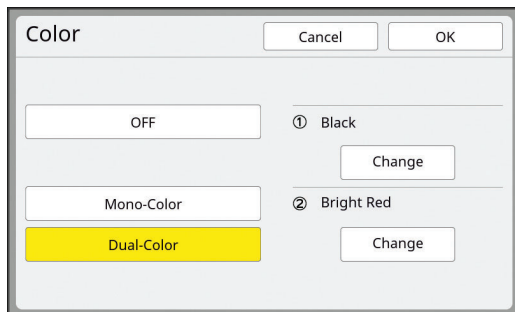 Color
Cancel
OK
OFF
① Black
Change
Mono-Color
② Bright Red
Dual-Color
Change